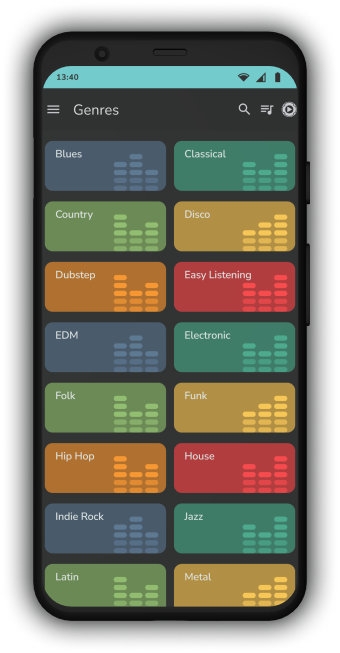 13:40
Genres
Blues
Classical
Country
Disco
Dubstep
Easy Listening
EDM
Electronic
Folk
Funk
Hip Hop
House
Indie Rock
Jazz
Latin
Metal